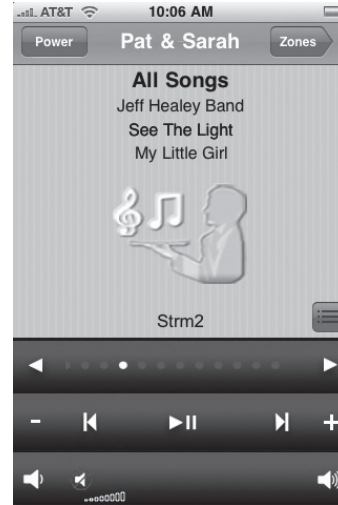 AT&T 10:06 AM
Power Pat & Sarah Zones
All Songs
Jeff Healey Band
See The Light
My Little Girl
Strm2